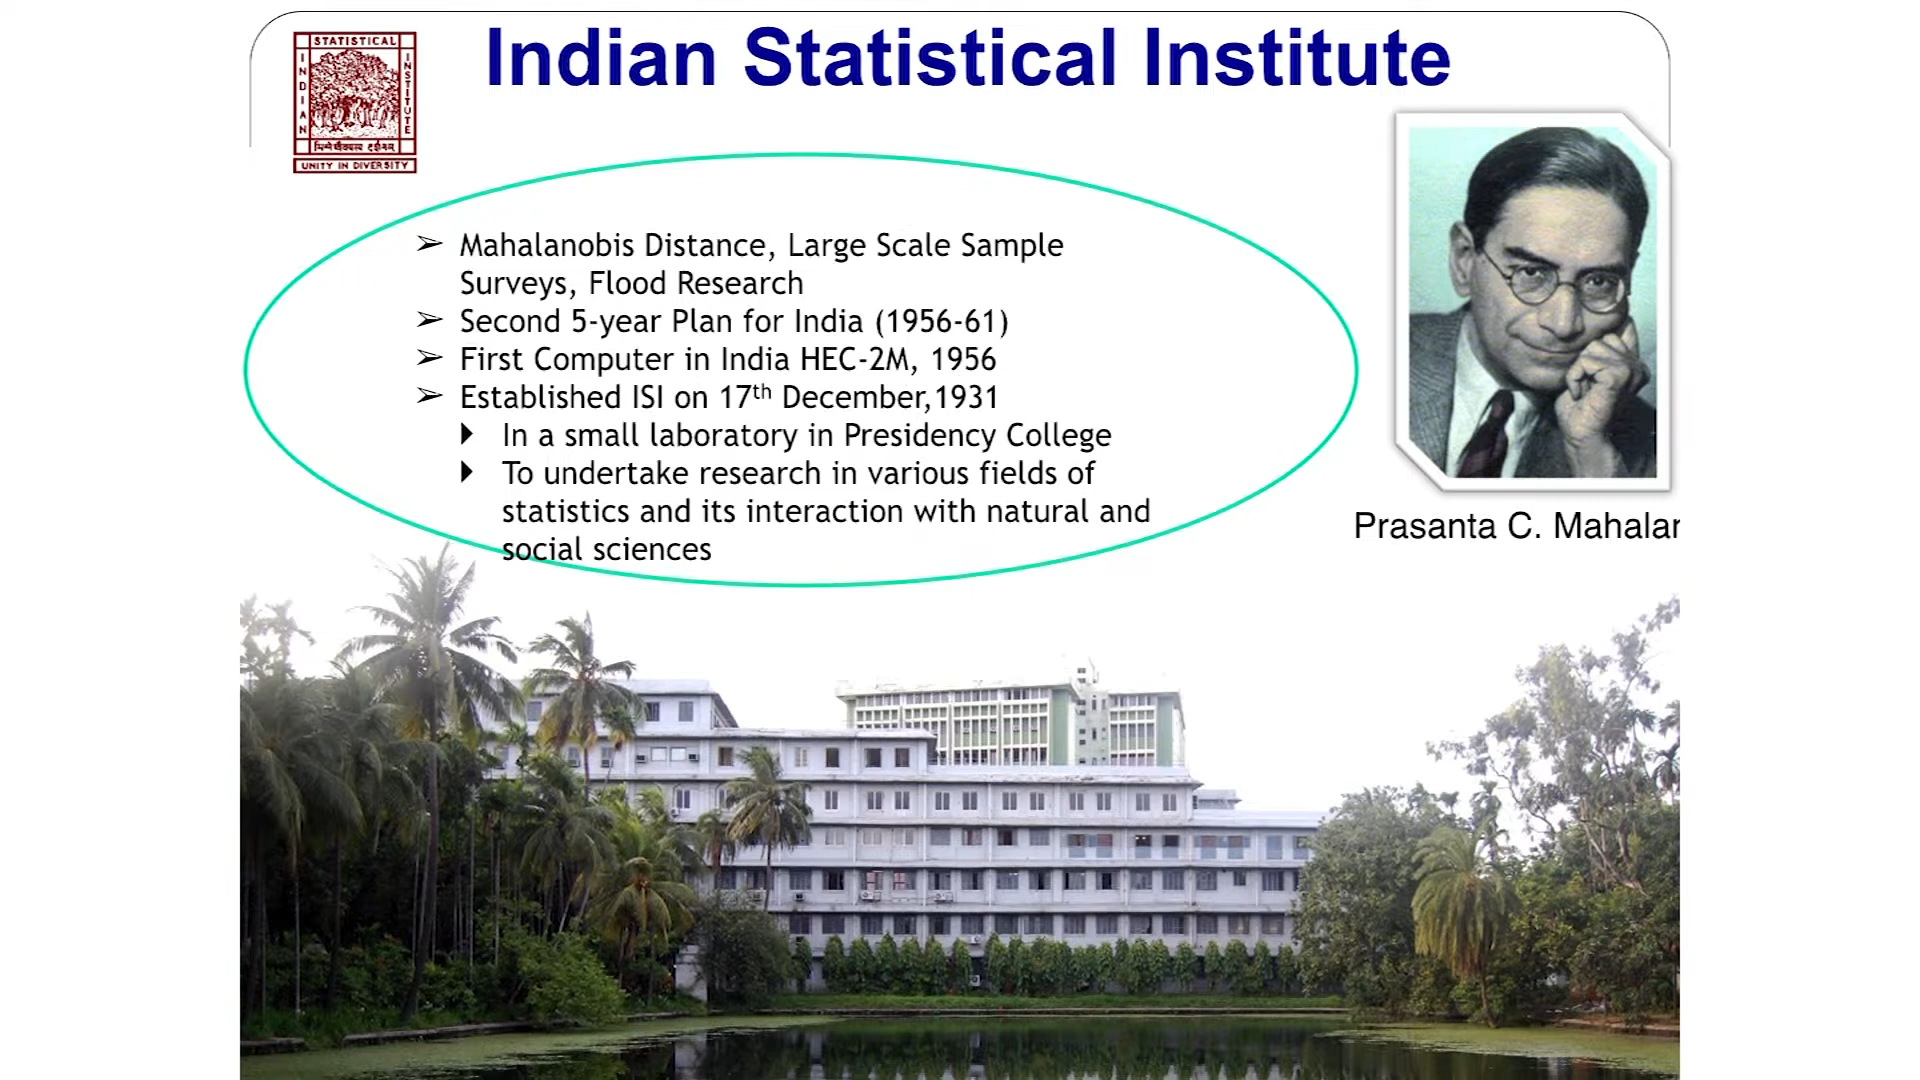 Indian Statistical Institute
STATISTICAL
INDIAN
INSTITUTE
UNITY IN DIVERSITY
➢ Mahalanobis Distance, Large Scale Sample
Surveys, Flood Research
➢ Second 5-year Plan for India (1956-61)
➢ First Computer in India HEC-2M, 1956
➢ Established ISI on 17th December,1931
In a small laboratory in Presidency College
To undertake research in various fields of
statistics and its interaction with natural and
social sciences
Prasanta C. Mahalan